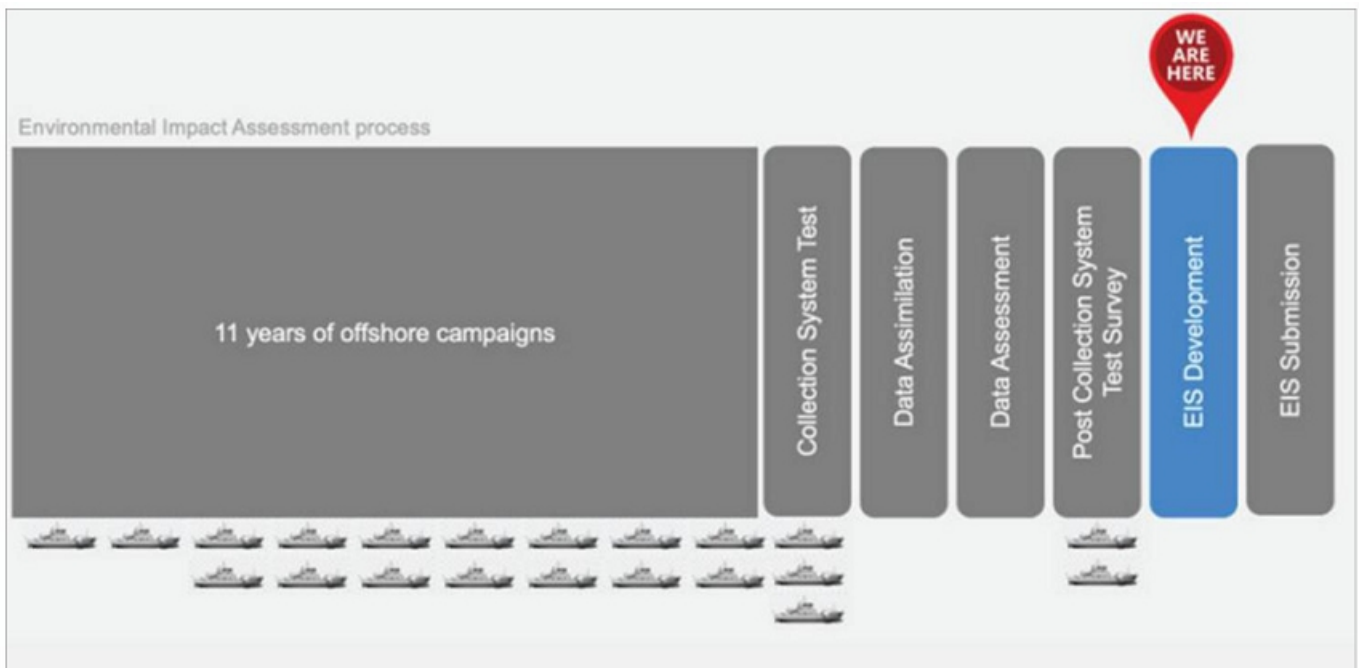 WE
ARE
HERE
Environmental Impact Assessment process
11 years of offshore campaigns
Collection System Test
Data Assimilation
Data Assessment
Post Collection System
Test Survey
EIS Development
EIS Submission